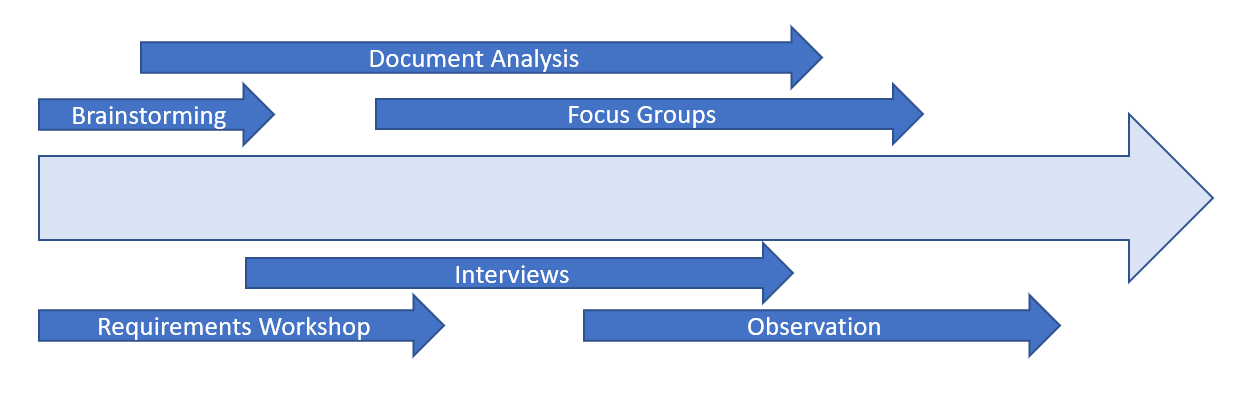 Document Analysis
Brainstorming
Focus Groups
Interviews
Requirements Workshop
Observation